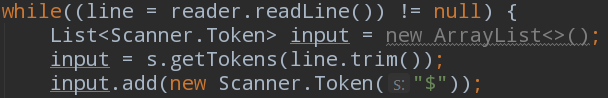 while((line = reader.readLine()) != null) {
List<Scanner.Token> input = new ArrayList<>();
input = s.getTokens(line.trim());
input.add(new Scanner.Token( s: "$"));